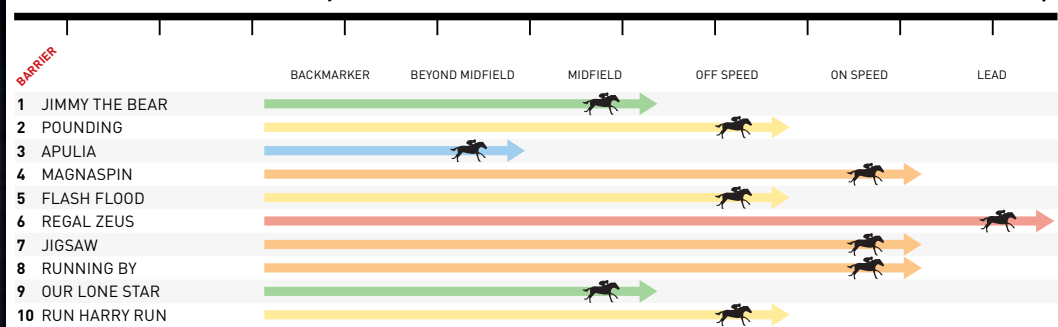 BARRIER
BACKMARKER BEYOND MIDFIELD MIDFIELD OFF SPEED ON SPEED LEAD
1 JIMMY THE BEAR
2 POUNDING
3 APULIA
4 MAGNASPIN
5 FLASH FLOOD
6 REGAL ZEUS
7 JIGSAW
8 RUNNING BY
9 OUR LONE STAR
10 RUN HARRY RUN